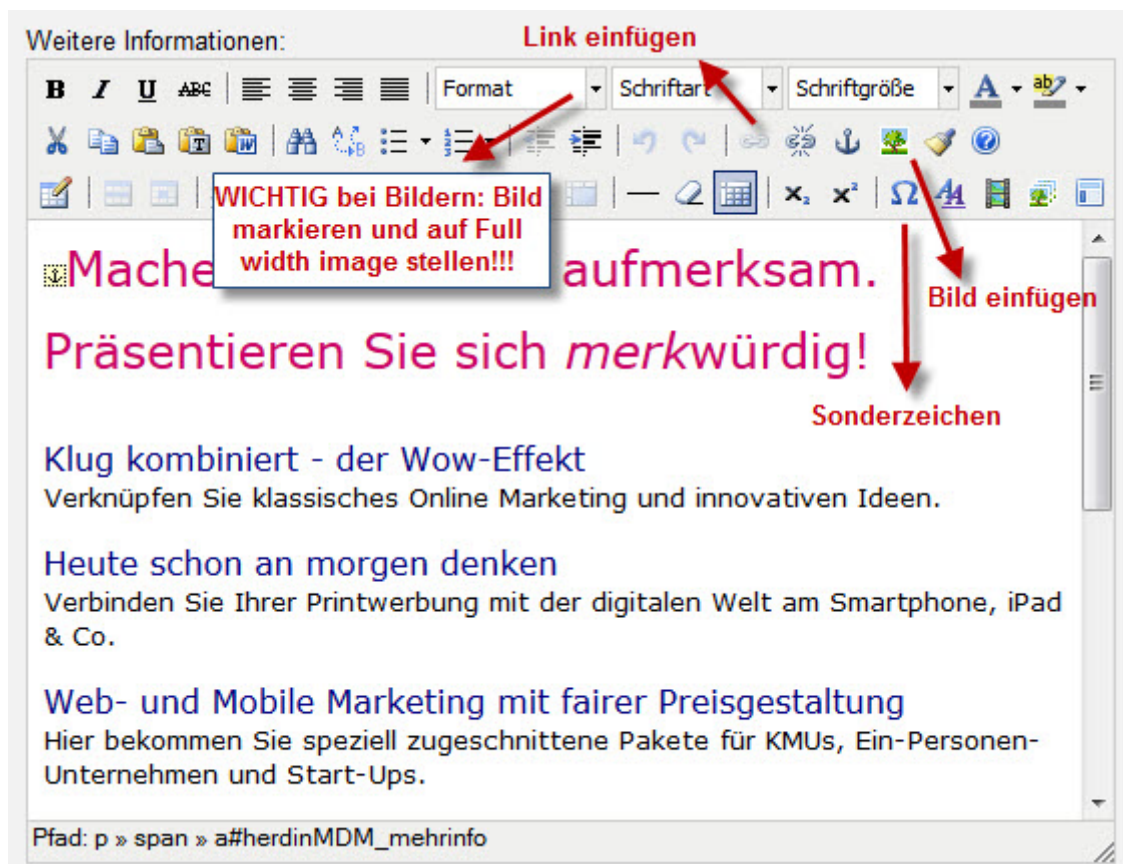 Weitere Informationen:
Link einfügen
B I U ABC Format Schriftart Schriftgröße A ab
WICHTIG bei Bildern: Bild
markieren und auf Full
width image stellen!!!
Mache aufmerksam.
Bild einfügen
Präsentieren Sie sich merkwürdig!
Sonderzeichen
Klug kombiniert - der Wow-Effekt
Verknüpfen Sie klassisches Online Marketing und innovativen Ideen.
Heute schon an morgen denken
Verbinden Sie Ihrer Printwerbung mit der digitalen Welt am Smartphone, iPad
& Co.
Web- und Mobile Marketing mit fairer Preisgestaltung
Hier bekommen Sie speziell zugeschnittene Pakete für KMUs, Ein-Personen-
Unternehmen und Start-Ups.
Pfad: p » span » a#herdinMDM_mehrinfo